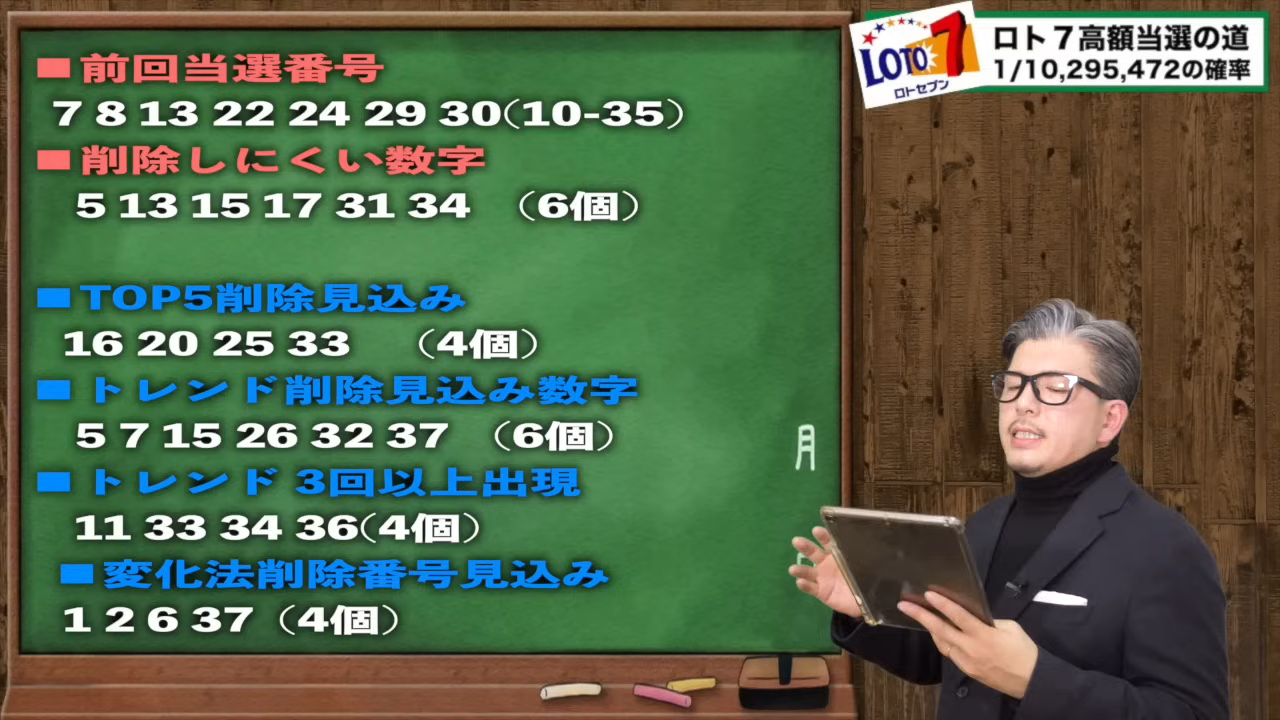 ■前回当選番号
7 8 13 22 24 29 30(10-35)
■削除しにくい数字
5 13 15 17 31 34 (6個)
■TOP5削除見込み
16 20 25 33 (4個)
■トレンド削除見込み数字
5 7 15 26 32 37 (6個)
■トレンド 3回以上出現
11 33 34 36(4個)
■変化法削除番号見込み
1 2 6 37 (4個)
月
LOTO 7
ロトセブン
ロト7高額当選の道
1/10,295,472の確率